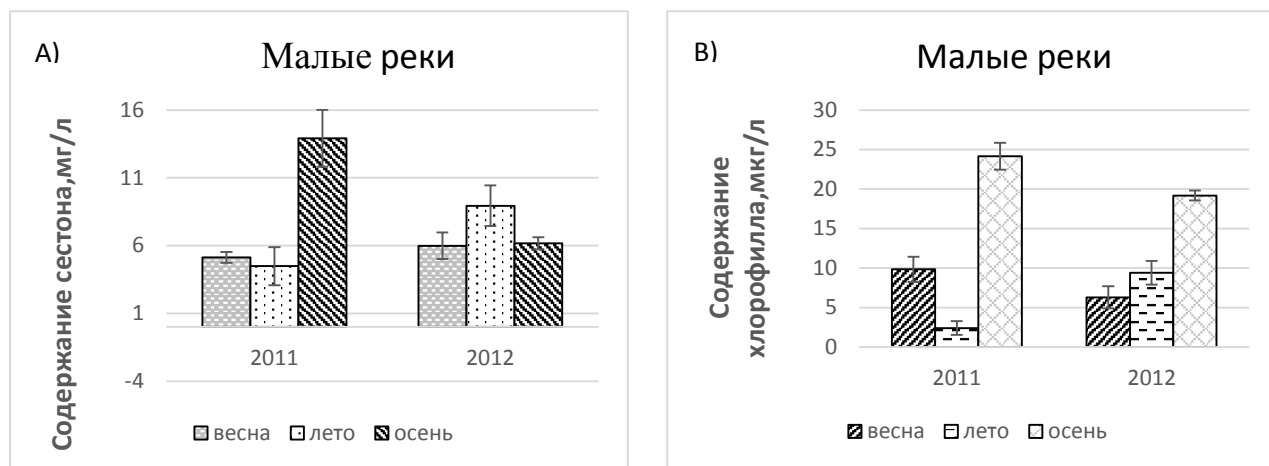 А)
Малые реки
Содержание сестона,мг/л
16
11
6
1
-4
2011
2012
весна
лето
осень
В)
Малые реки
Содержание
хлорофилла,мкг/л
30
25
20
15
10
5
0
2011
2012
весна
лето
осень